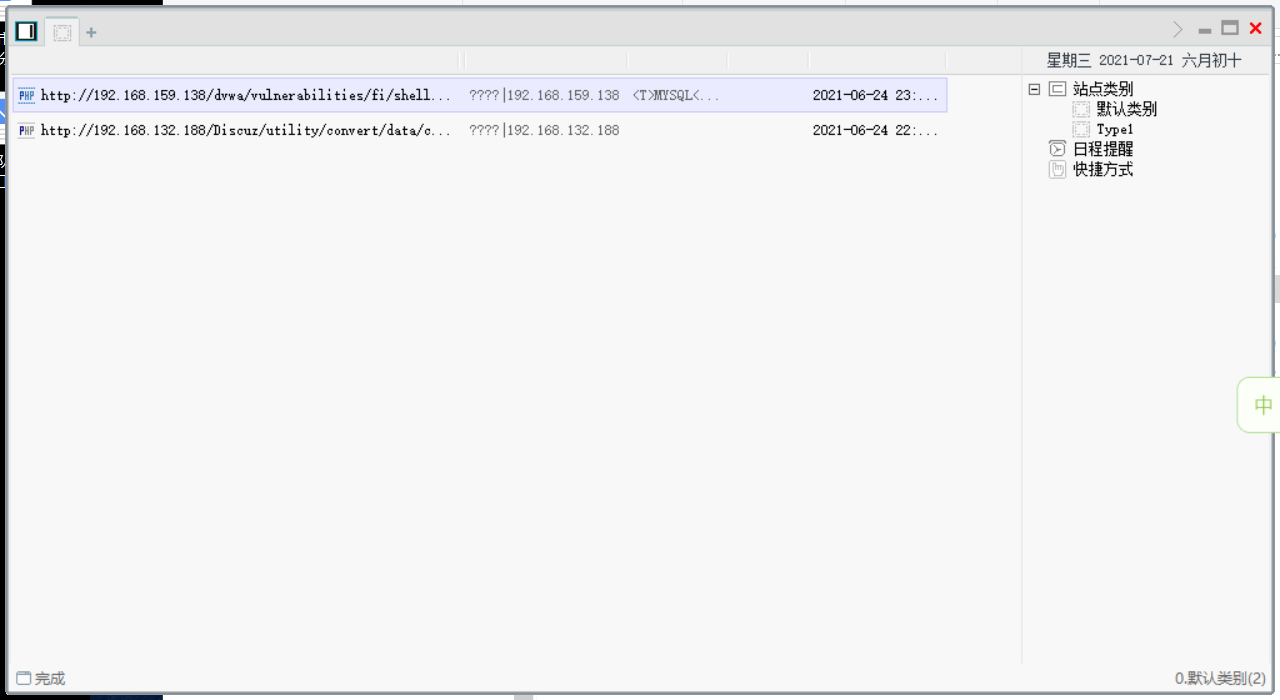 星期三 2021-07-21 六月初十
PHP http://192.168.159.138/dvwa/vulnerabilities/fi/shell... ????|192.168.159.138 <T>MYSQL<... 2021-06-24 23:...
PHP http://192.168.132.188/Discuz/utility/convert/data/c... ????|192.168.132.188 2021-06-24 22:...
站点类别
默认类别
Type1
日程提醒
快捷方式
中
完成
0.默认类别(2)